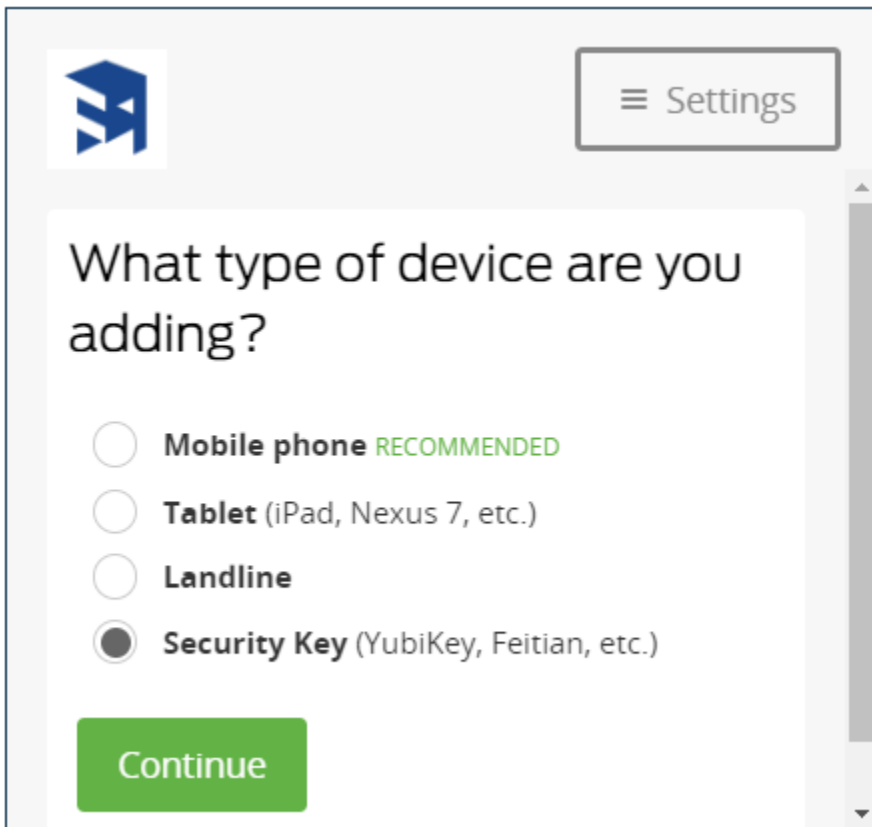 ≡ Settings
What type of device are you
adding?
Mobile phone RECOMMENDED
Tablet (iPad, Nexus 7, etc.)
Landline
Security Key (YubiKey, Feitian, etc.)
Continue